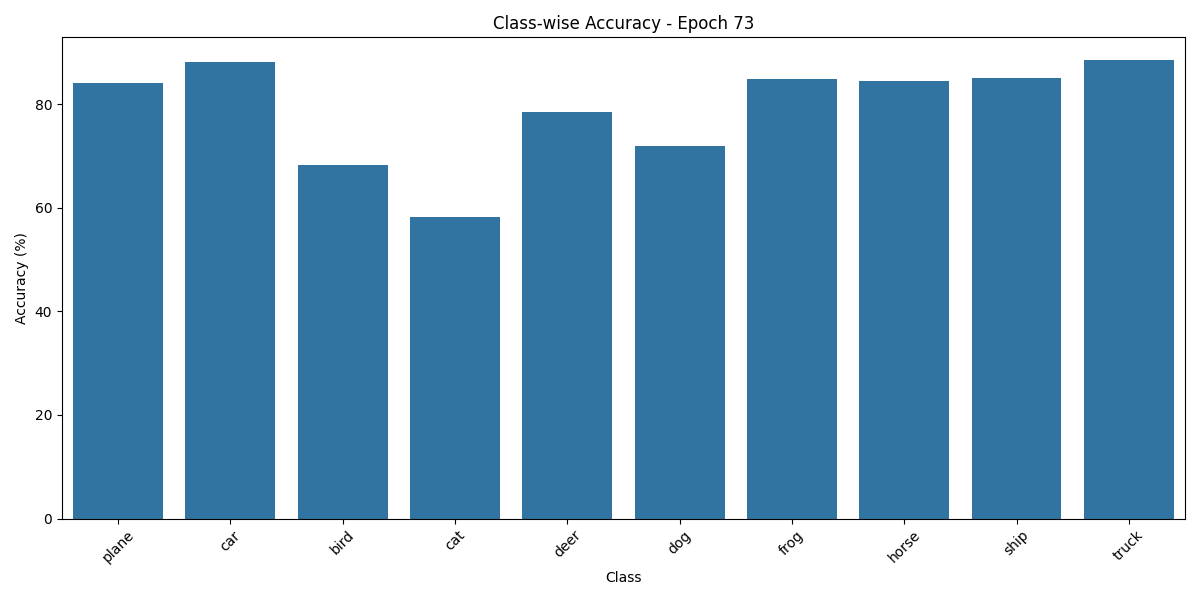 Class-wise Accuracy - Epoch 73
Accuracy (%)
80
60
40
20
0
plane
car
bird
cat
deer
dog
frog
horse
ship
truck
Class